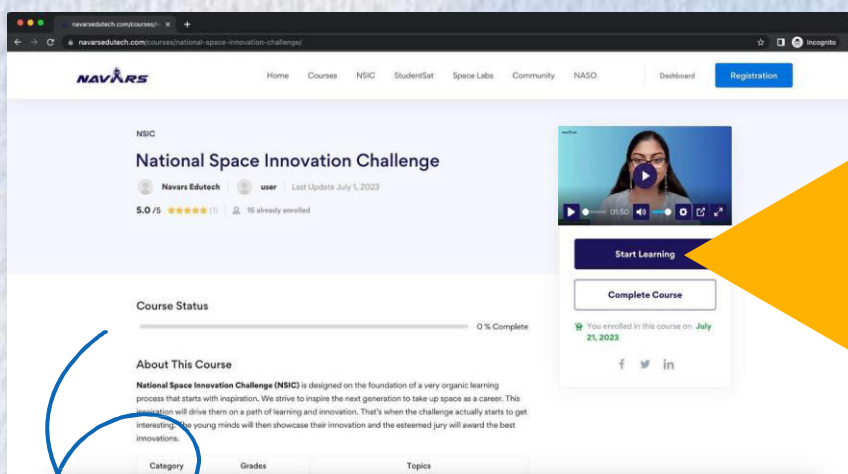 navarsedutech.com/courses/n
navarsedutech.com/courses/national-space-innovation-challenge/
Incognito
NAVARS
Home Courses NSIC StudentSat Space Labs Community NASO Dashboard Registration
NSIC
National Space Innovation Challenge
Navars Edutech user Last Update July 1, 2023
5.0 /5 (1) 16 already enrolled
01:50
Start Learning
Complete Course
You enrolled in this course on July
21, 2023
Course Status
0 % Complete
About This Course
National Space Innovation Challenge (NSIC) is designed on the foundation of a very organic learning
process that starts with inspiration. We strive to inspire the next generation to take up space as a career. This
inspiration will drive them on a path of learning and innovation. That's when the challenge actually starts to get
interesting. The young minds will then showcase their innovation and the esteemed jury will award the best
innovations.
Category Grades Topics